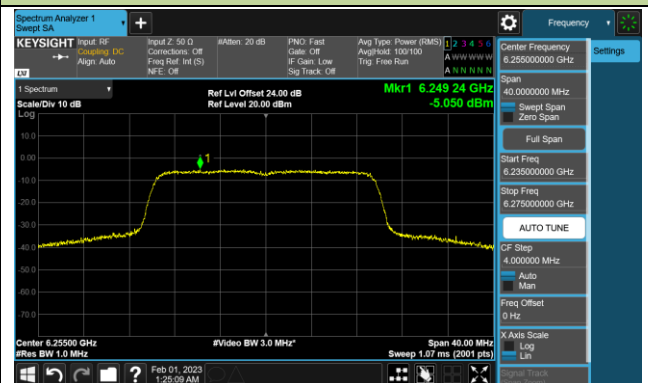 Spectrum Analyzer 1
Swept SA
Frequency
KEYSIGHT
Input: RF
Coupling: DC
Align: Auto
Input Z: 50 Ω
Corrections: Off
Freq Ref: Int (S)
NFE: Off
#Atten: 20 dB
PNO: Fast
Gate: Off
IF Gain: Low
Sig Track: Off
Avg Type: Power (RMS)
Avg|Hold: 100/100
Trig: Free Run
1 2 3 4 5 6
A W W W W W
A N N N N N
LXI
1 Spectrum
Scale/Div 10 dB
Log
Ref Lvl Offset 24.00 dB
Ref Level 20.00 dBm
Mkr1 6.249 24 GHz
-5.050 dBm
10.0
0.00
-10.0
-20.0
-30.0
-40.0
-50.0
-60.0
-70.0
1
Center 6.25500 GHz
#Res BW 1.0 MHz
#Video BW 3.0 MHz*
Span 40.00 MHz
Sweep 1.07 ms (2001 pts)
Feb 01, 2023
1:25:09 AM
Center Frequency
6.255000000 GHz
Settings
Span
40.0000000 MHz
Swept Span
Zero Span
Full Span
Start Freq
6.235000000 GHz
Stop Freq
6.275000000 GHz
AUTO TUNE
CF Step
4.000000 MHz
Auto
Man
Freq Offset
0 Hz
X Axis Scale
Log
Lin
Signal Track